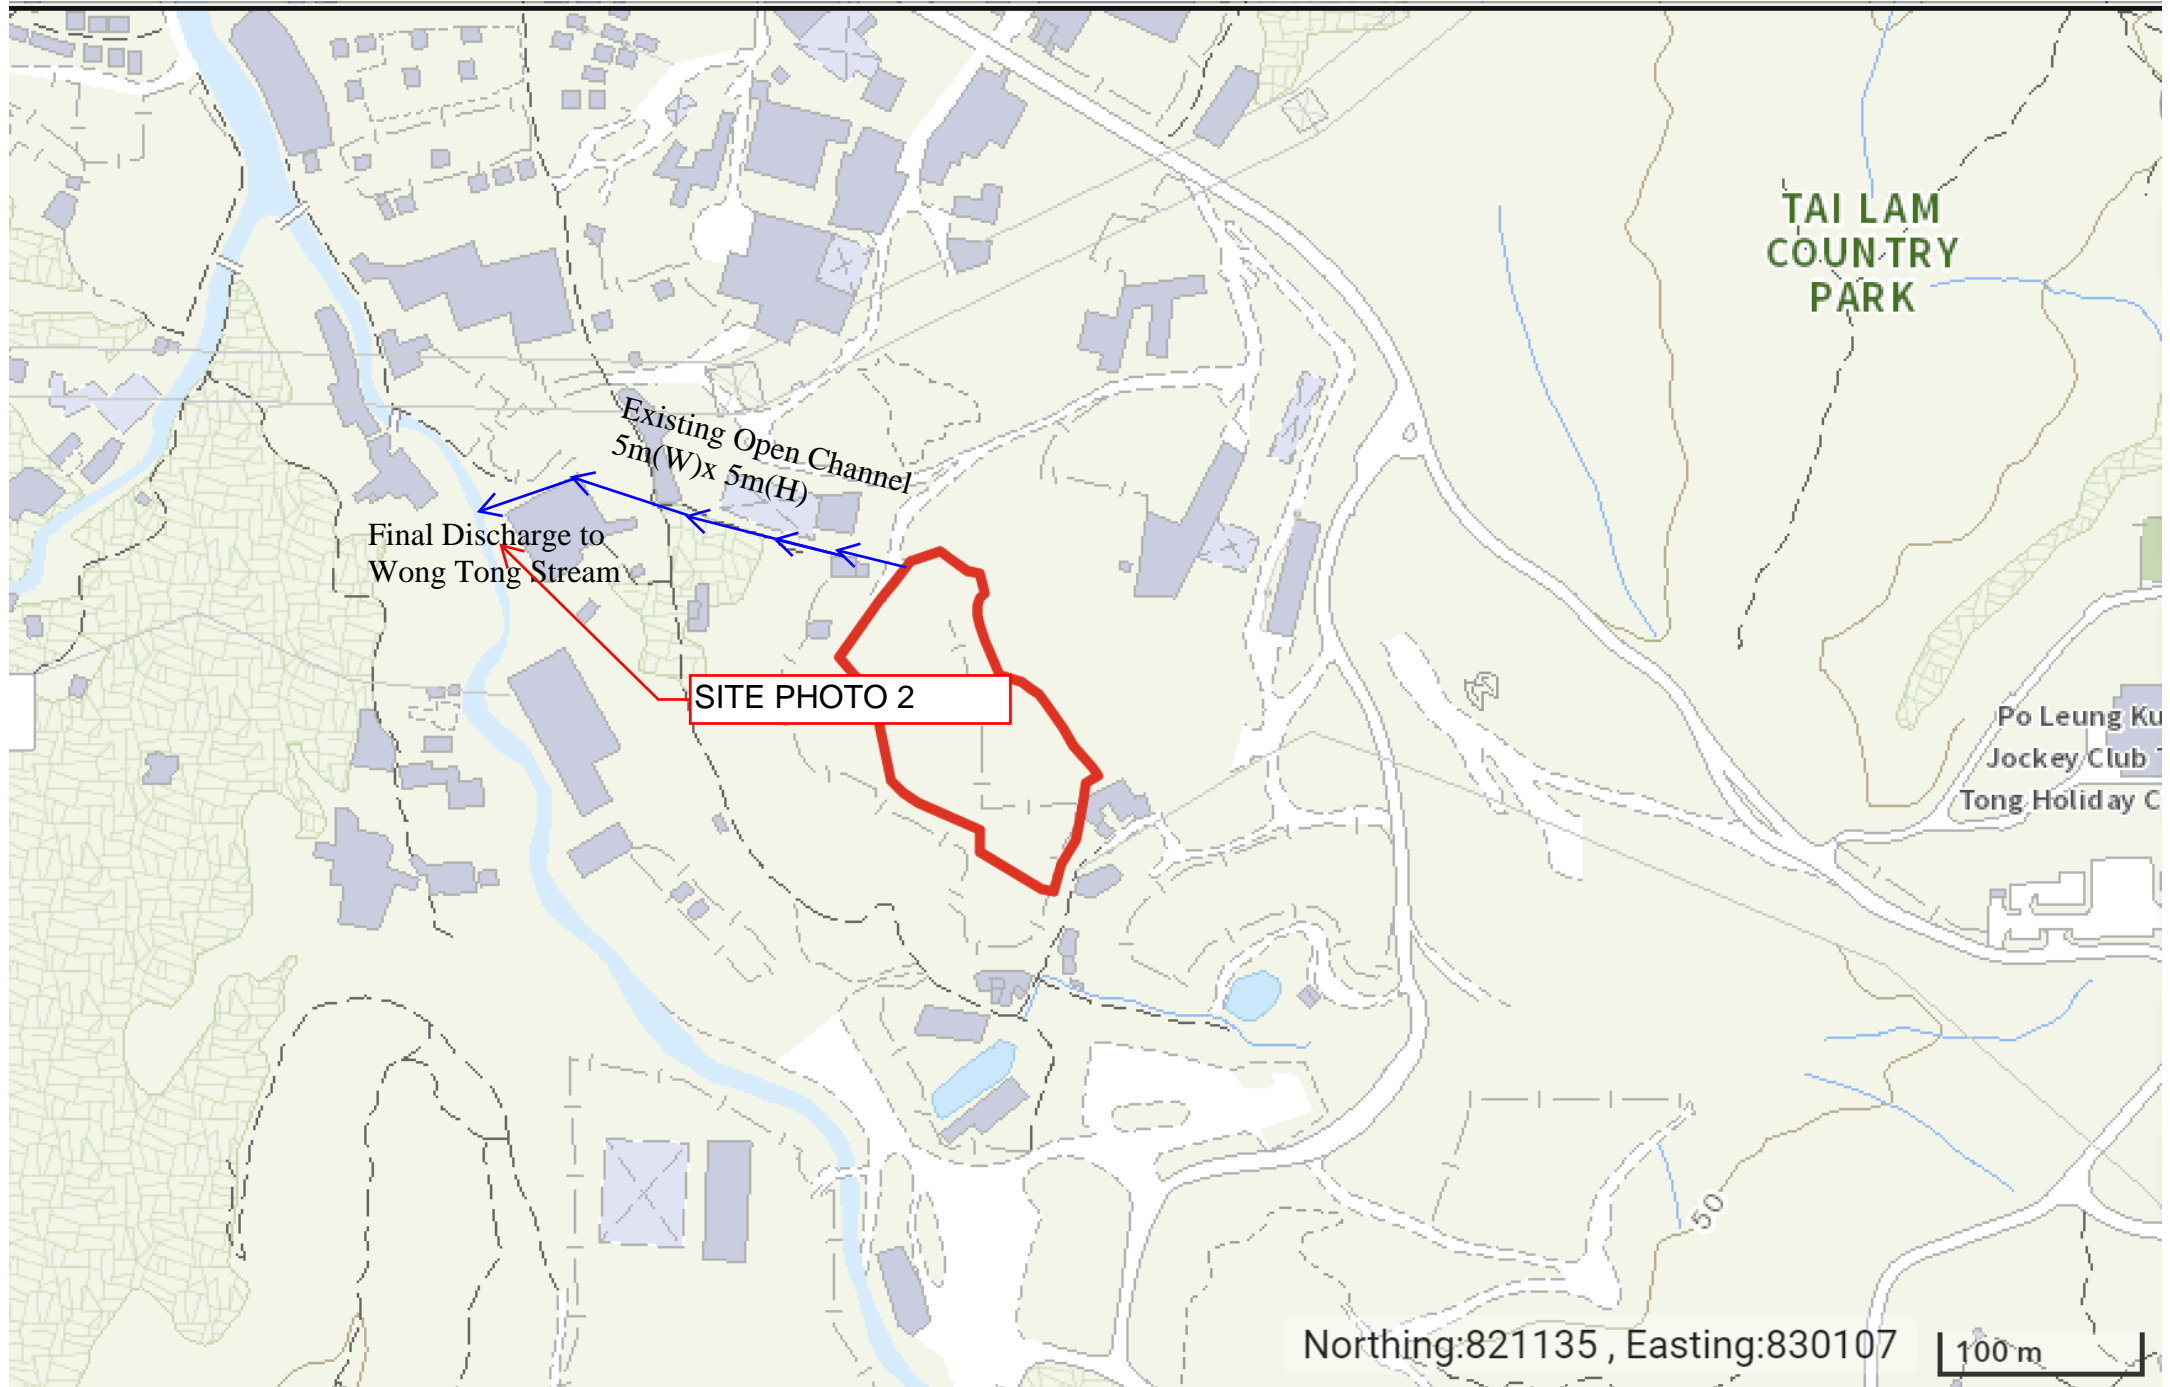 TAI LAM
COUNTRY
PARK
Existing Open Channel
5m(W)x 5m(H)
Final Discharge to
Wong Tong Stream
SITE PHOTO 2
Po Leung Ku
Jockey Club T
Tong Holiday C
50
Northing:821135 , Easting:830107
100 m